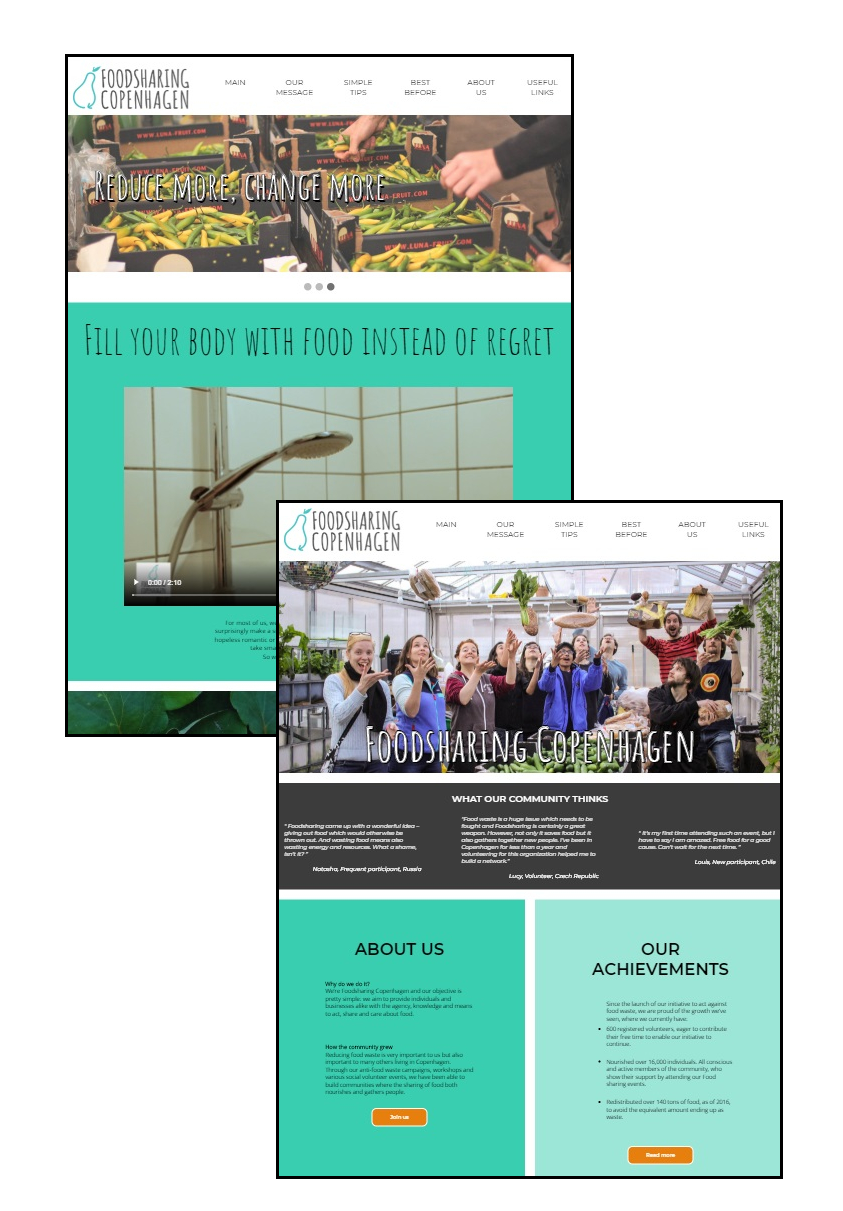 FOODSHARING
COPENHAGEN
MAIN
OUR
MESSAGE
SIMPLE
TIPS
BEST
BEFORE
ABOUT
US
USEFUL
LINKS
WWW.LUNA-FRUIT.COM
WWW.LUNA-FRUIT.COM
REDUCE MORE, CHANGE MORE
WWW.LUNA-FRUIT.COM
FILL YOUR BODY WITH FOOD INSTEAD OF REGRET
0:00 / 2:10
For most of us, we
surprisingly make a s
hopeless romantic or
take sma
So w
FOODSHARING
COPENHAGEN
MAIN
OUR
MESSAGE
SIMPLE
TIPS
BEST
BEFORE
ABOUT
US
USEFUL
LINKS
FOODSHARING COPENHAGEN
WHAT OUR COMMUNITY THINKS
" Foodsharing came up with a wonderful idea –
giving out food which would otherwise be
thrown out. And wasting food means also
wasting energy and resources. What a shame,
isn't it? "
Natasha, Frequent participant, Russia
"Food waste is a huge issue which needs to be
fought and Foodsharing is certainly a great
weapon. However, not only it saves food but it
also gathers together new people. I've been in
Copenhagen for less than a year and
volunteering for this organization helped me to
build a network."
Lucy, Volunteer, Czech Republic
" It's my first time attending such an event, but I
have to say I am amazed. Free food for a good
cause. Can't wait for the next time. "
Louis, New participant, Chile
ABOUT US
Why do we do it?
We're Foodsharing Copenhagen and our objective is
pretty simple: we aim to provide individuals and
businesses alike with the agency, knowledge and means
to act, share and care about food.
How the community grew
Reducing food waste is very important to us but also
important to many others living in Copenhagen.
Through our anti-food waste campaigns, workshops and
various social volunteer events, we have been able to
build communities where the sharing of food both
nourishes and gathers people.
Join us
OUR
ACHIEVEMENTS
Since the launch of our initiative to act against
food waste, we are proud of the growth we've
seen, where we currently have.
• 600 registered volunteers, eager to contribute
their free time to enable our initiative to
continue.
• Nourished over 16,000 individuals. All conscious
and active members of the community, who
show their support by attending our Food
sharing events.
• Redistributed over 140 tons of food, as of 2016,
to avoid the equivalent amount ending up as
waste.
Read more